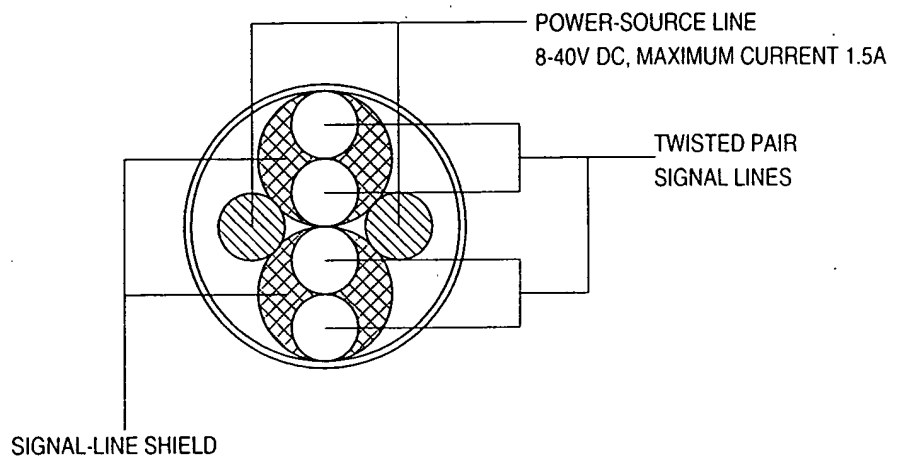 POWER-SOURCE LINE
8-40V DC, MAXIMUM CURRENT 1.5A
TWISTED PAIR
SIGNAL LINES
SIGNAL-LINE SHIELD